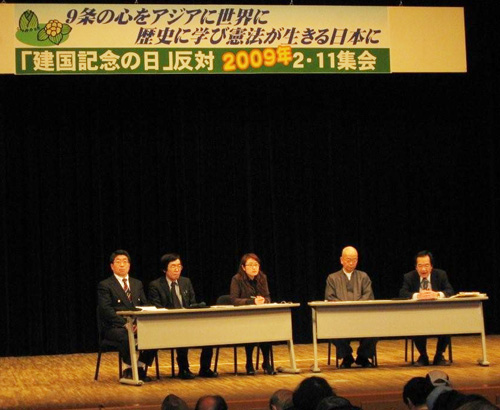 9条の心をアジアに世界に
歴史に学び憲法が生きる日本に
「建国記念の日」反対 2009年2・11集会